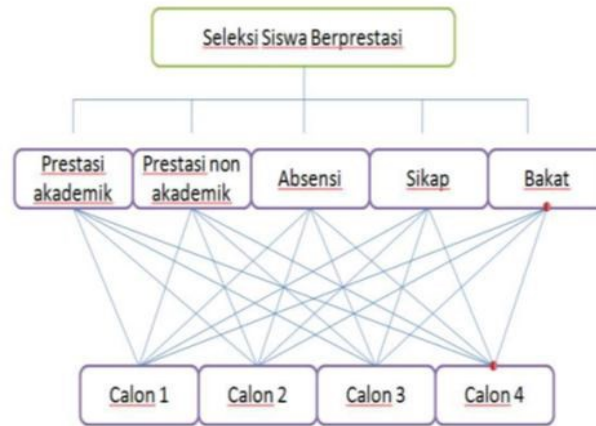 Seleksi Siswa Berprestasi
Prestasi
akademik
Prestasi non
akademik
Absensi
Sikap
Bakat
Calon 1
Calon 2
Calon 3
Calon 4